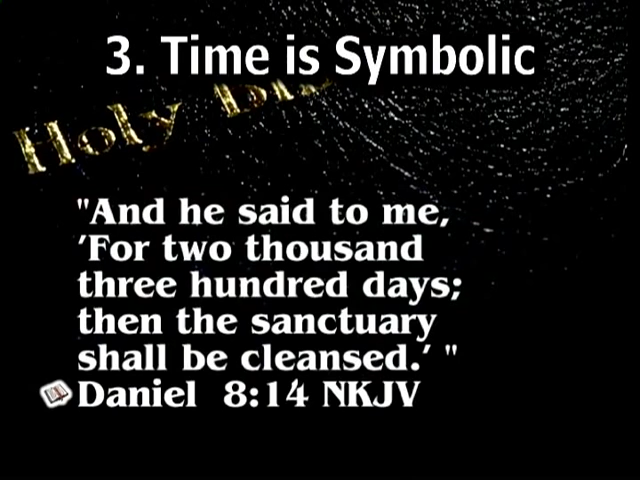 3. Time is Symbolic
Holy Bi
"And he said to me,
'For two thousand
three hundred days;
then the sanctuary
shall be cleansed.' "
Daniel 8:14 NKJV